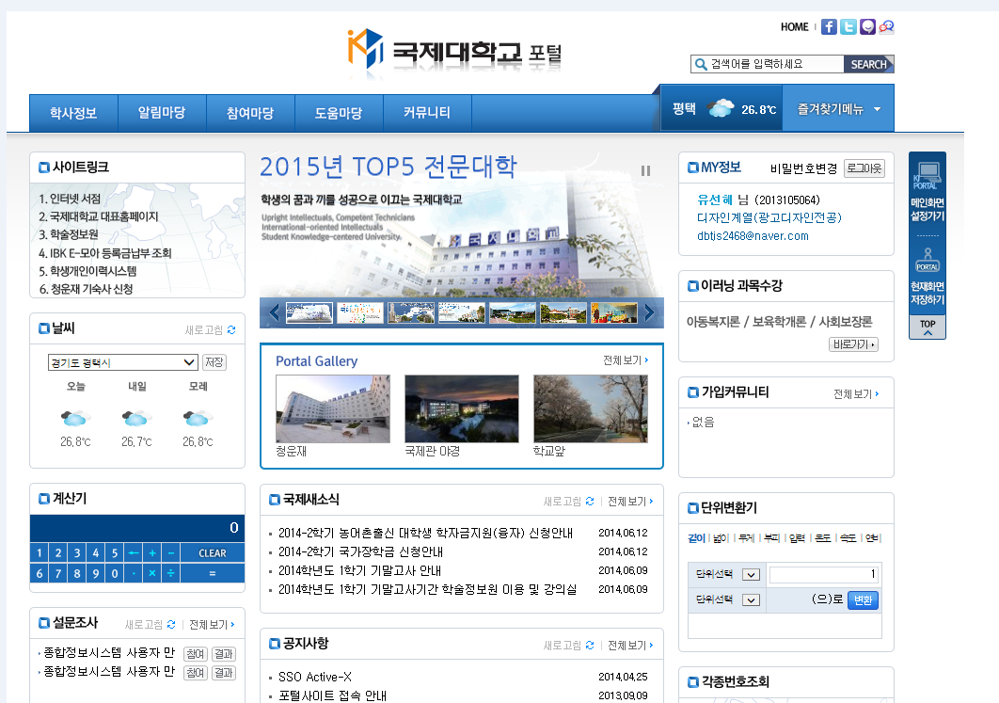 HOME
국제대학교 포털
검색어를 입력하세요 SEARCH
학사정보 알림마당 참여마당 도움마당 커뮤니티
평택 26.8℃ 즐겨찾기메뉴
사이트링크
1. 인터넷 서점
2. 국제대학교 대표홈페이지
3. 학술정보원
4. IBK E-모아 등록금납부 조회
5. 학생개인이력시스템
6. 청운재 기숙사 신청
날씨 새로고침
경기도 평택시 저장
오늘 내일 모레
26.8℃ 26.7℃ 26.8℃
계산기
0
1 2 3 4 5 ← + − CLEAR
6 7 8 9 0 · × ÷ =
설문조사 새로고침 전체보기
종합정보시스템 사용자 만 참여 결과
종합정보시스템 사용자 만 참여 결과
2015년 TOP5 전문대학
학생의 꿈과 끼를 성공으로 이끄는 국제대학교
Upright Intellectuals, Competent Technicians
International-oriented Intellectuals
Student Knowledge-centered University.
Portal Gallery 전체보기
청운재 국제관 야경 학교앞
국제새소식 새로고침 전체보기
2014-2학기 농어촌출신 대학생 학자금지원(융자) 신청안내 2014.06.12
2014-2학기 국가장학금 신청안내 2014.06.12
2014학년도 1학기 기말고사 안내 2014.06.09
2014학년도 1학기 기말고사기간 학술정보원 이용 및 강의실 2014.06.09
공지사항 새로고침 전체보기
SSO Active-X 2014.04.25
포털사이트 접속 안내 2013.09.09
MY정보 비밀번호변경 로그아웃
유선혜 님 (2013105064)
디자인계열(광고디자인전공)
dbtjs2468@naver.com
이러닝 과목수강
아동복지론 / 보육학개론 / 사회보장론
바로가기
가입커뮤니티 전체보기
없음
단위변환기
길이 넓이 무게 부피 압력 온도 속도 연비
단위선택 1
단위선택 (으)로 변환
각종번호조회
KJ PORTAL
메인화면
설정가기
PORTAL
현재화면
저장하기
TOP